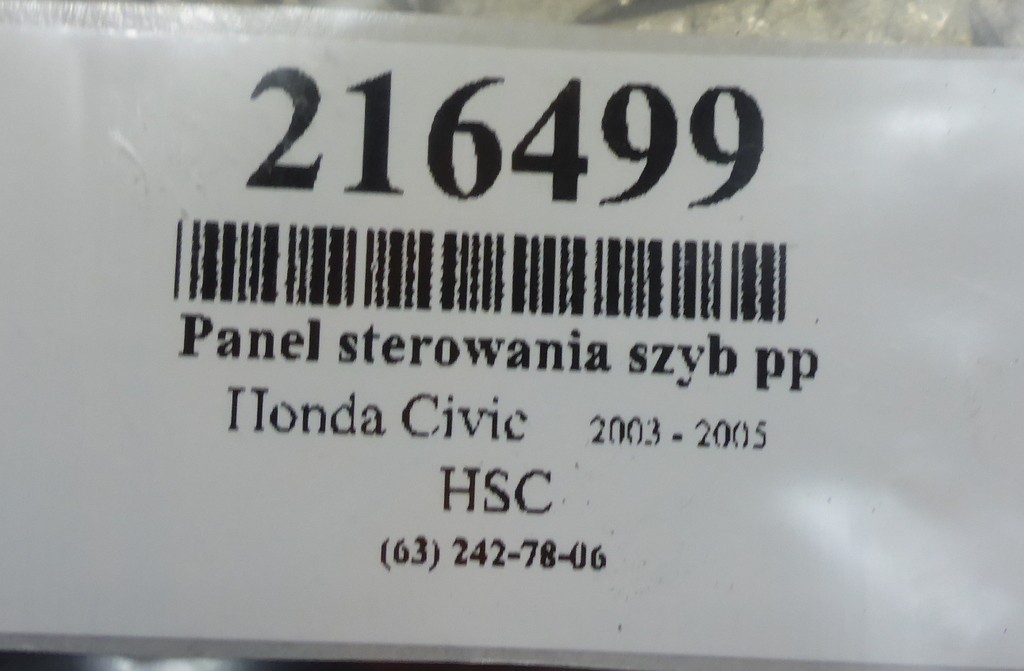 216499
Panel sterowania szyb pp
Honda Civic 2003 - 2005
HSC
(63) 242-78-06